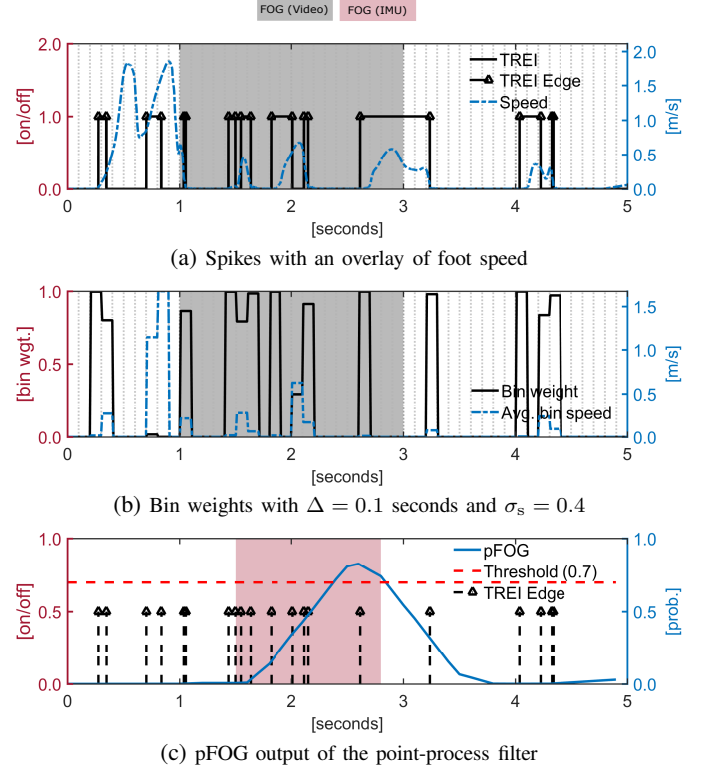 FOG (Video) FOG (IMU)
2.0 2.0
TREI
TREI Edge
Speed
1.5
1.0 1.0
0.5
0.0 0.0
[on/off]
[m/s]
0 1 2 3 4 5
[seconds]
(a) Spikes with an overlay of foot speed
1.0 1.5
1.0
0.5 0.5
0.0 0.0
[bin wgt.]
[m/s]
Bin weight
Avg. bin speed
0 1 2 3 4 5
[seconds]
(b) Bin weights with Δ = 0.1 seconds and σs = 0.4
1.0 1.0
pFOG
Threshold (0.7)
TREI Edge
0.5 0.5
0.0 0.0
[on/off]
[prob.]
0 1 2 3 4 5
[seconds]
(c) pFOG output of the point-process filter